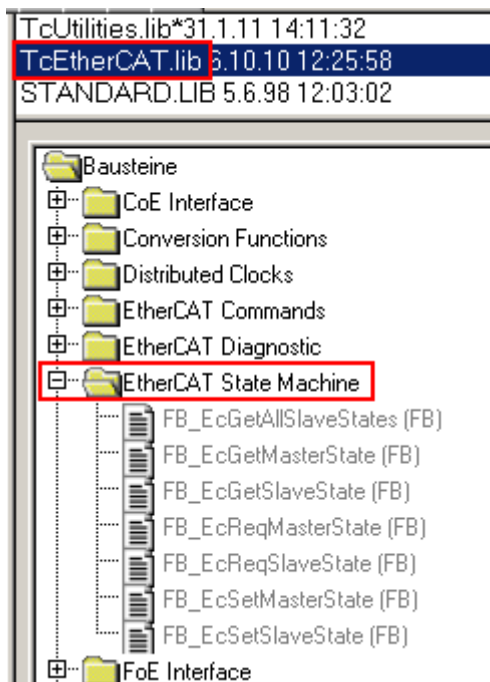 TcUtilities.lib*31.1.11 14:11:32
TcEtherCAT.lib 6.10.10 12:25:58
STANDARD.LIB 5.6.98 12:03:02
Bausteine
CoE Interface
Conversion Functions
Distributed Clocks
EtherCAT Commands
EtherCAT Diagnostic
EtherCAT State Machine
FB_EcGetAllSlaveStates (FB)
FB_EcGetMasterState (FB)
FB_EcGetSlaveState (FB)
FB_EcReqMasterState (FB)
FB_EcReqSlaveState (FB)
FB_EcSetMasterState (FB)
FB_EcSetSlaveState (FB)
FoE Interface